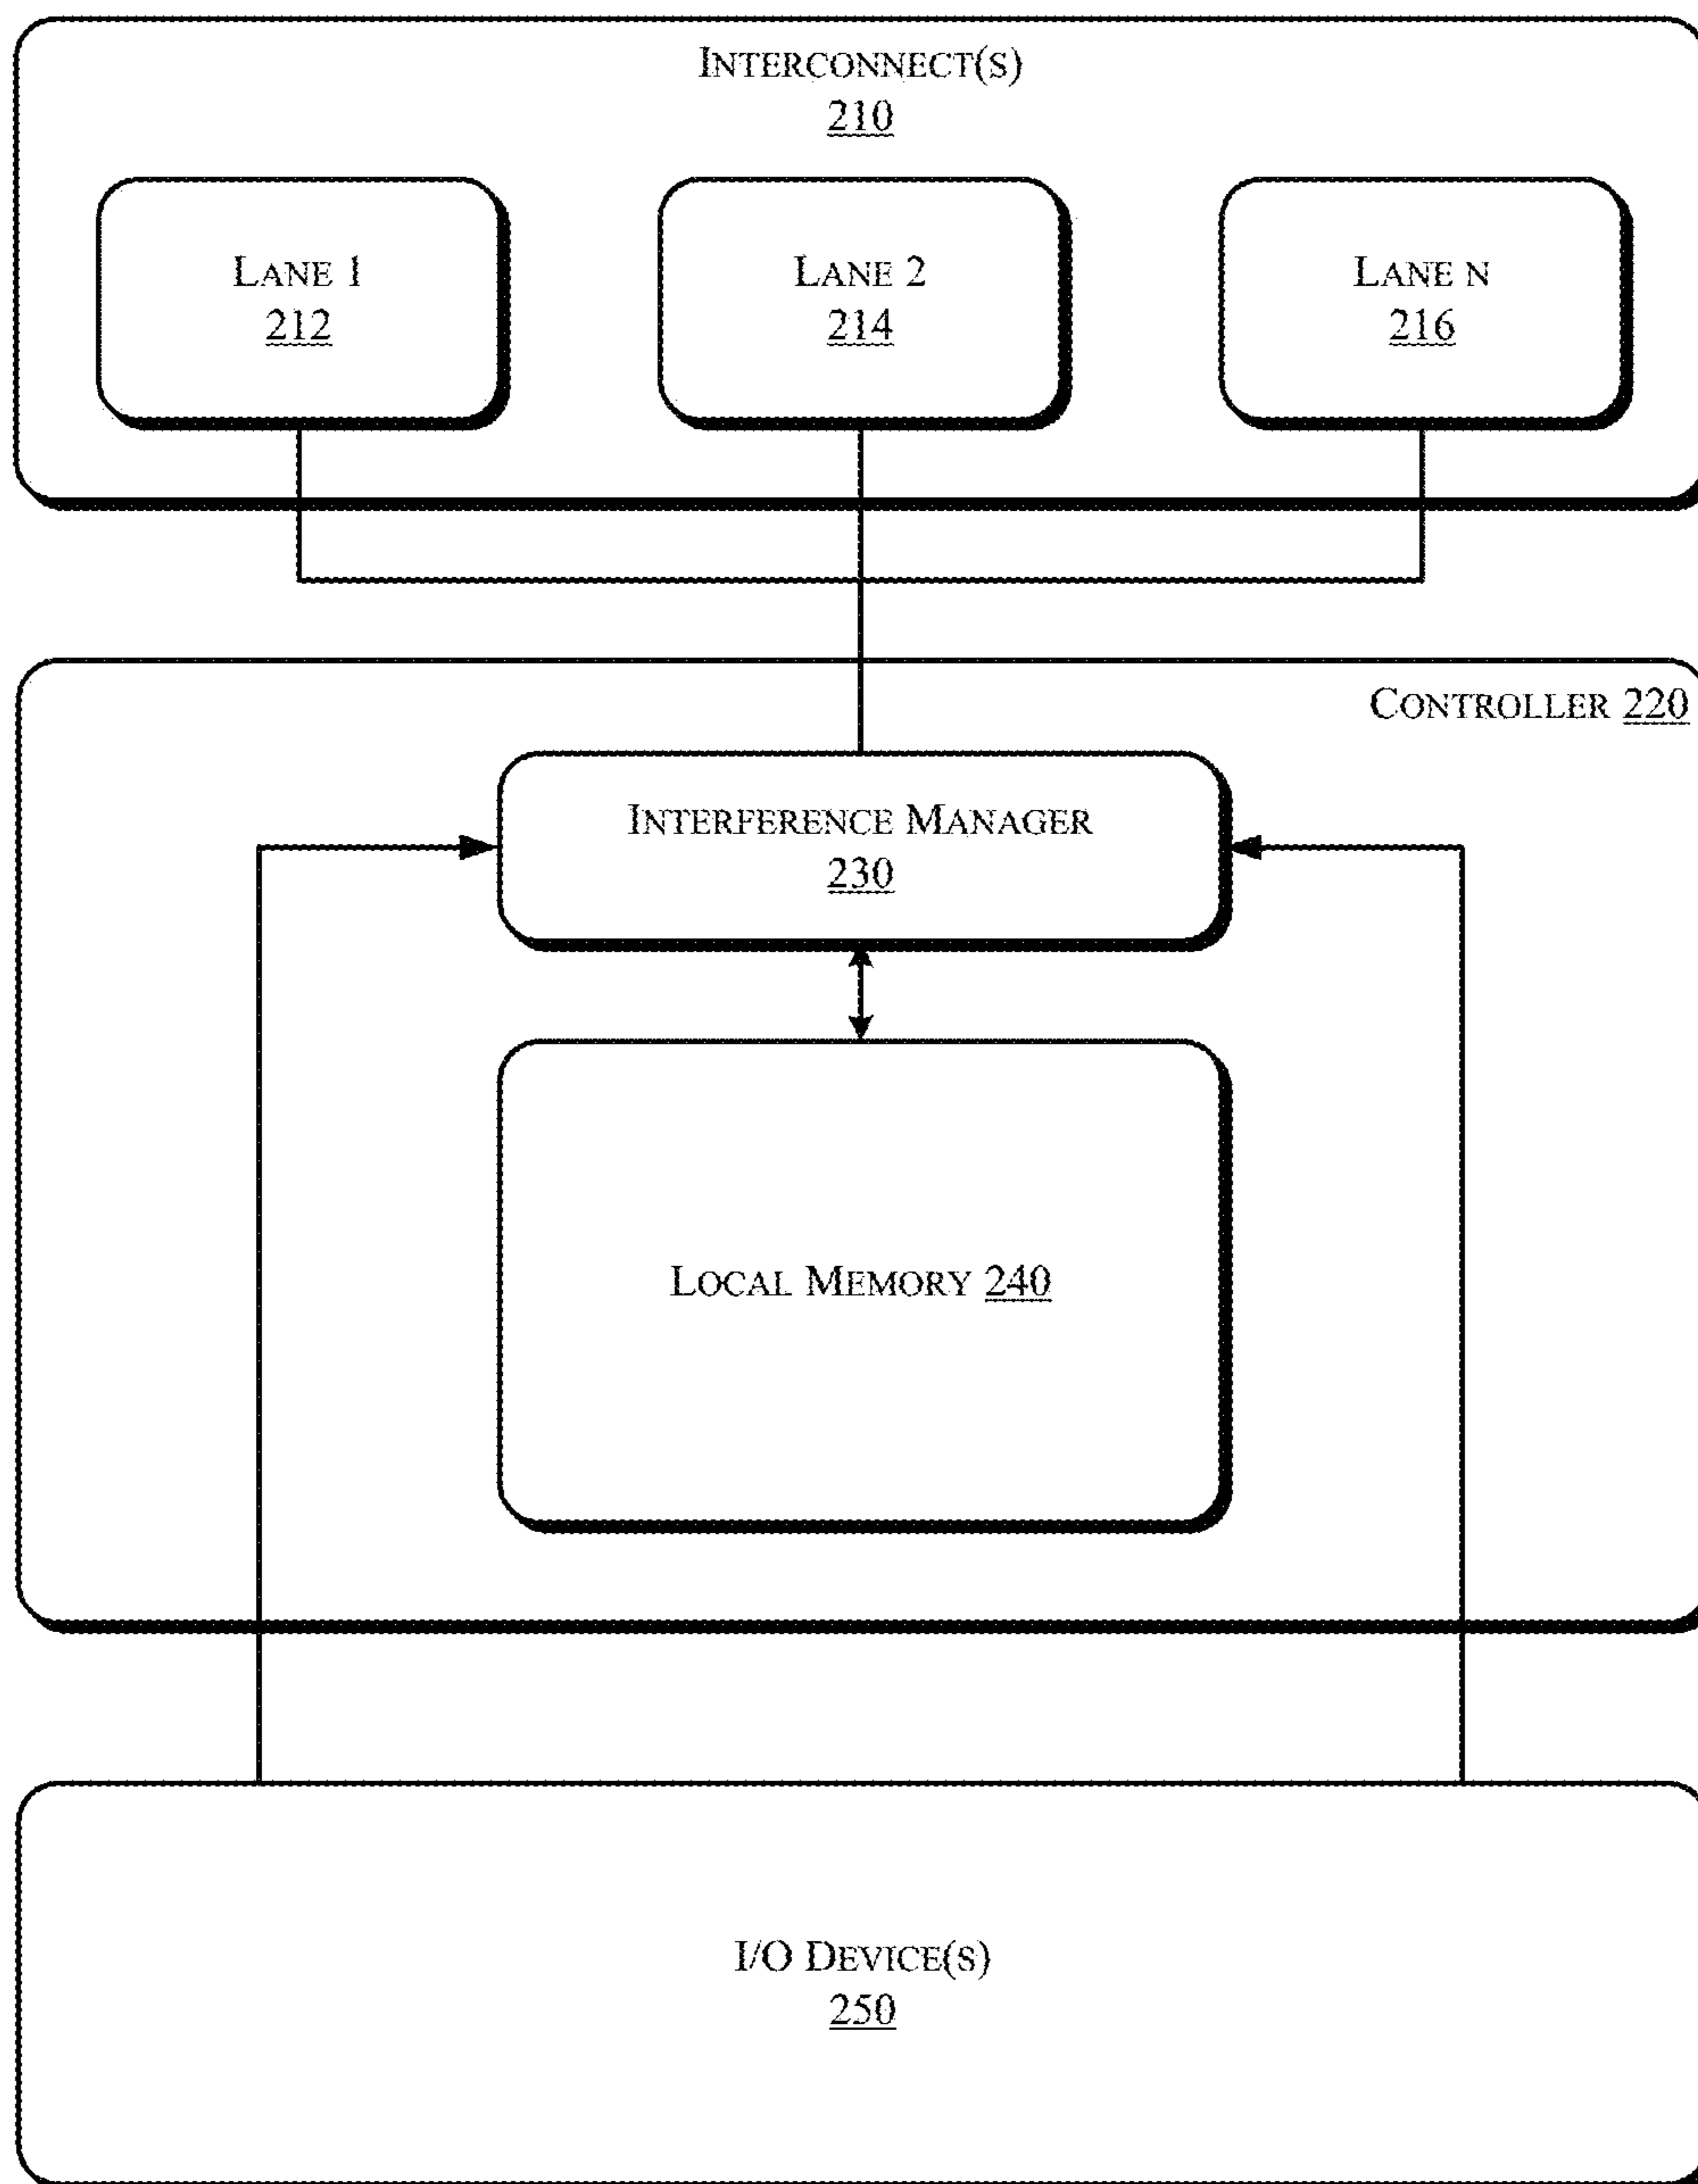 INTERCONNECT(S)
210
LANE 1
212
LANE 2
214
LANE N
216
CONTROLLER 220
INTERFERENCE MANAGER
230
LOCAL MEMORY 240
I/O DEVICE(S)
250